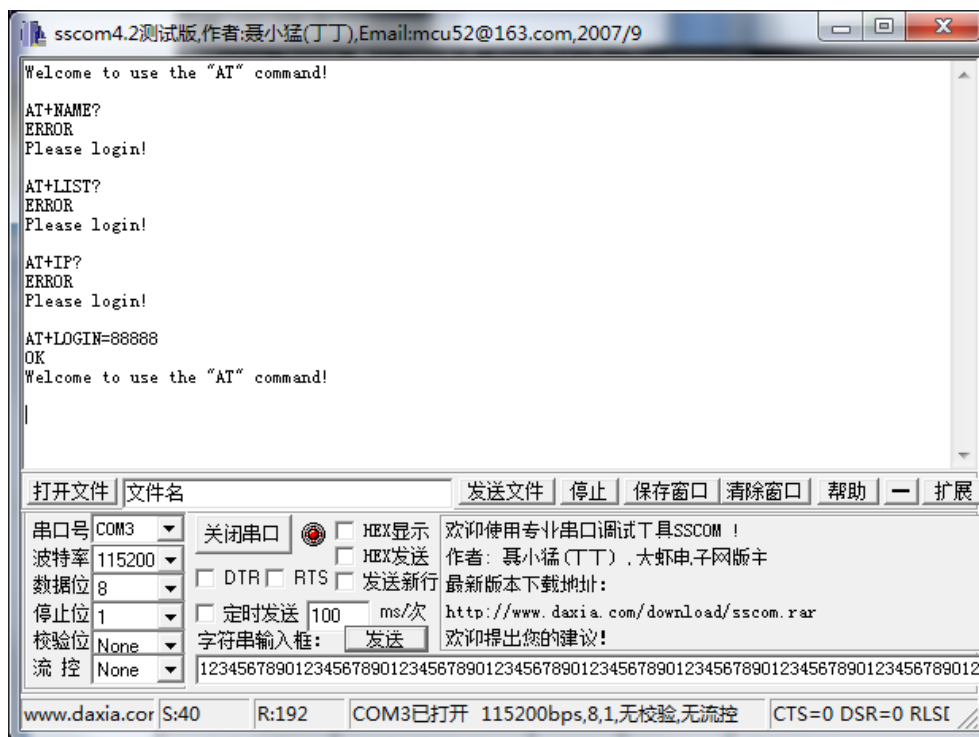 sscom4.2测试版,作者:聂小猛(丁丁),Email:mcu52@163.com,2007/9
Welcome to use the "AT" command!
AT+NAME?
ERROR
Please login!
AT+LIST?
ERROR
Please login!
AT+IP?
ERROR
Please login!
AT+LOGIN=88888
OK
Welcome to use the "AT" command!
打开文件 文件名 发送文件 停止 保存窗口 清除窗口 帮助 — 扩展
串口号 COM3 关闭串口 HEX显示 欢迎使用专业串口调试工具SSCOM !
波特率 115200 HEX发送 作者: 聂小猛(丁丁) ,大虾电子网版主
数据位 8 DTR RTS 发送新行 最新版本下载地址:
停止位 1 定时发送 100 ms/次 http://www.daxia.com/download/sscom.rar
校验位 None 字符串输入框: 发送 欢迎提出您的建议!
流 控 None 123456789012345678901234567890123456789012345678901234567890123456789012345678901 2
www.daxia.cor S:40 R:192 COM3已打开 115200bps,8,1,无校验,无流控 CTS=0 DSR=0 RLS